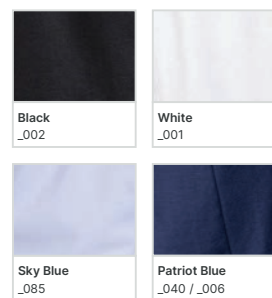 Black
_002
White
_001
Sky Blue
_085
Patriot Blue
_040 / _006